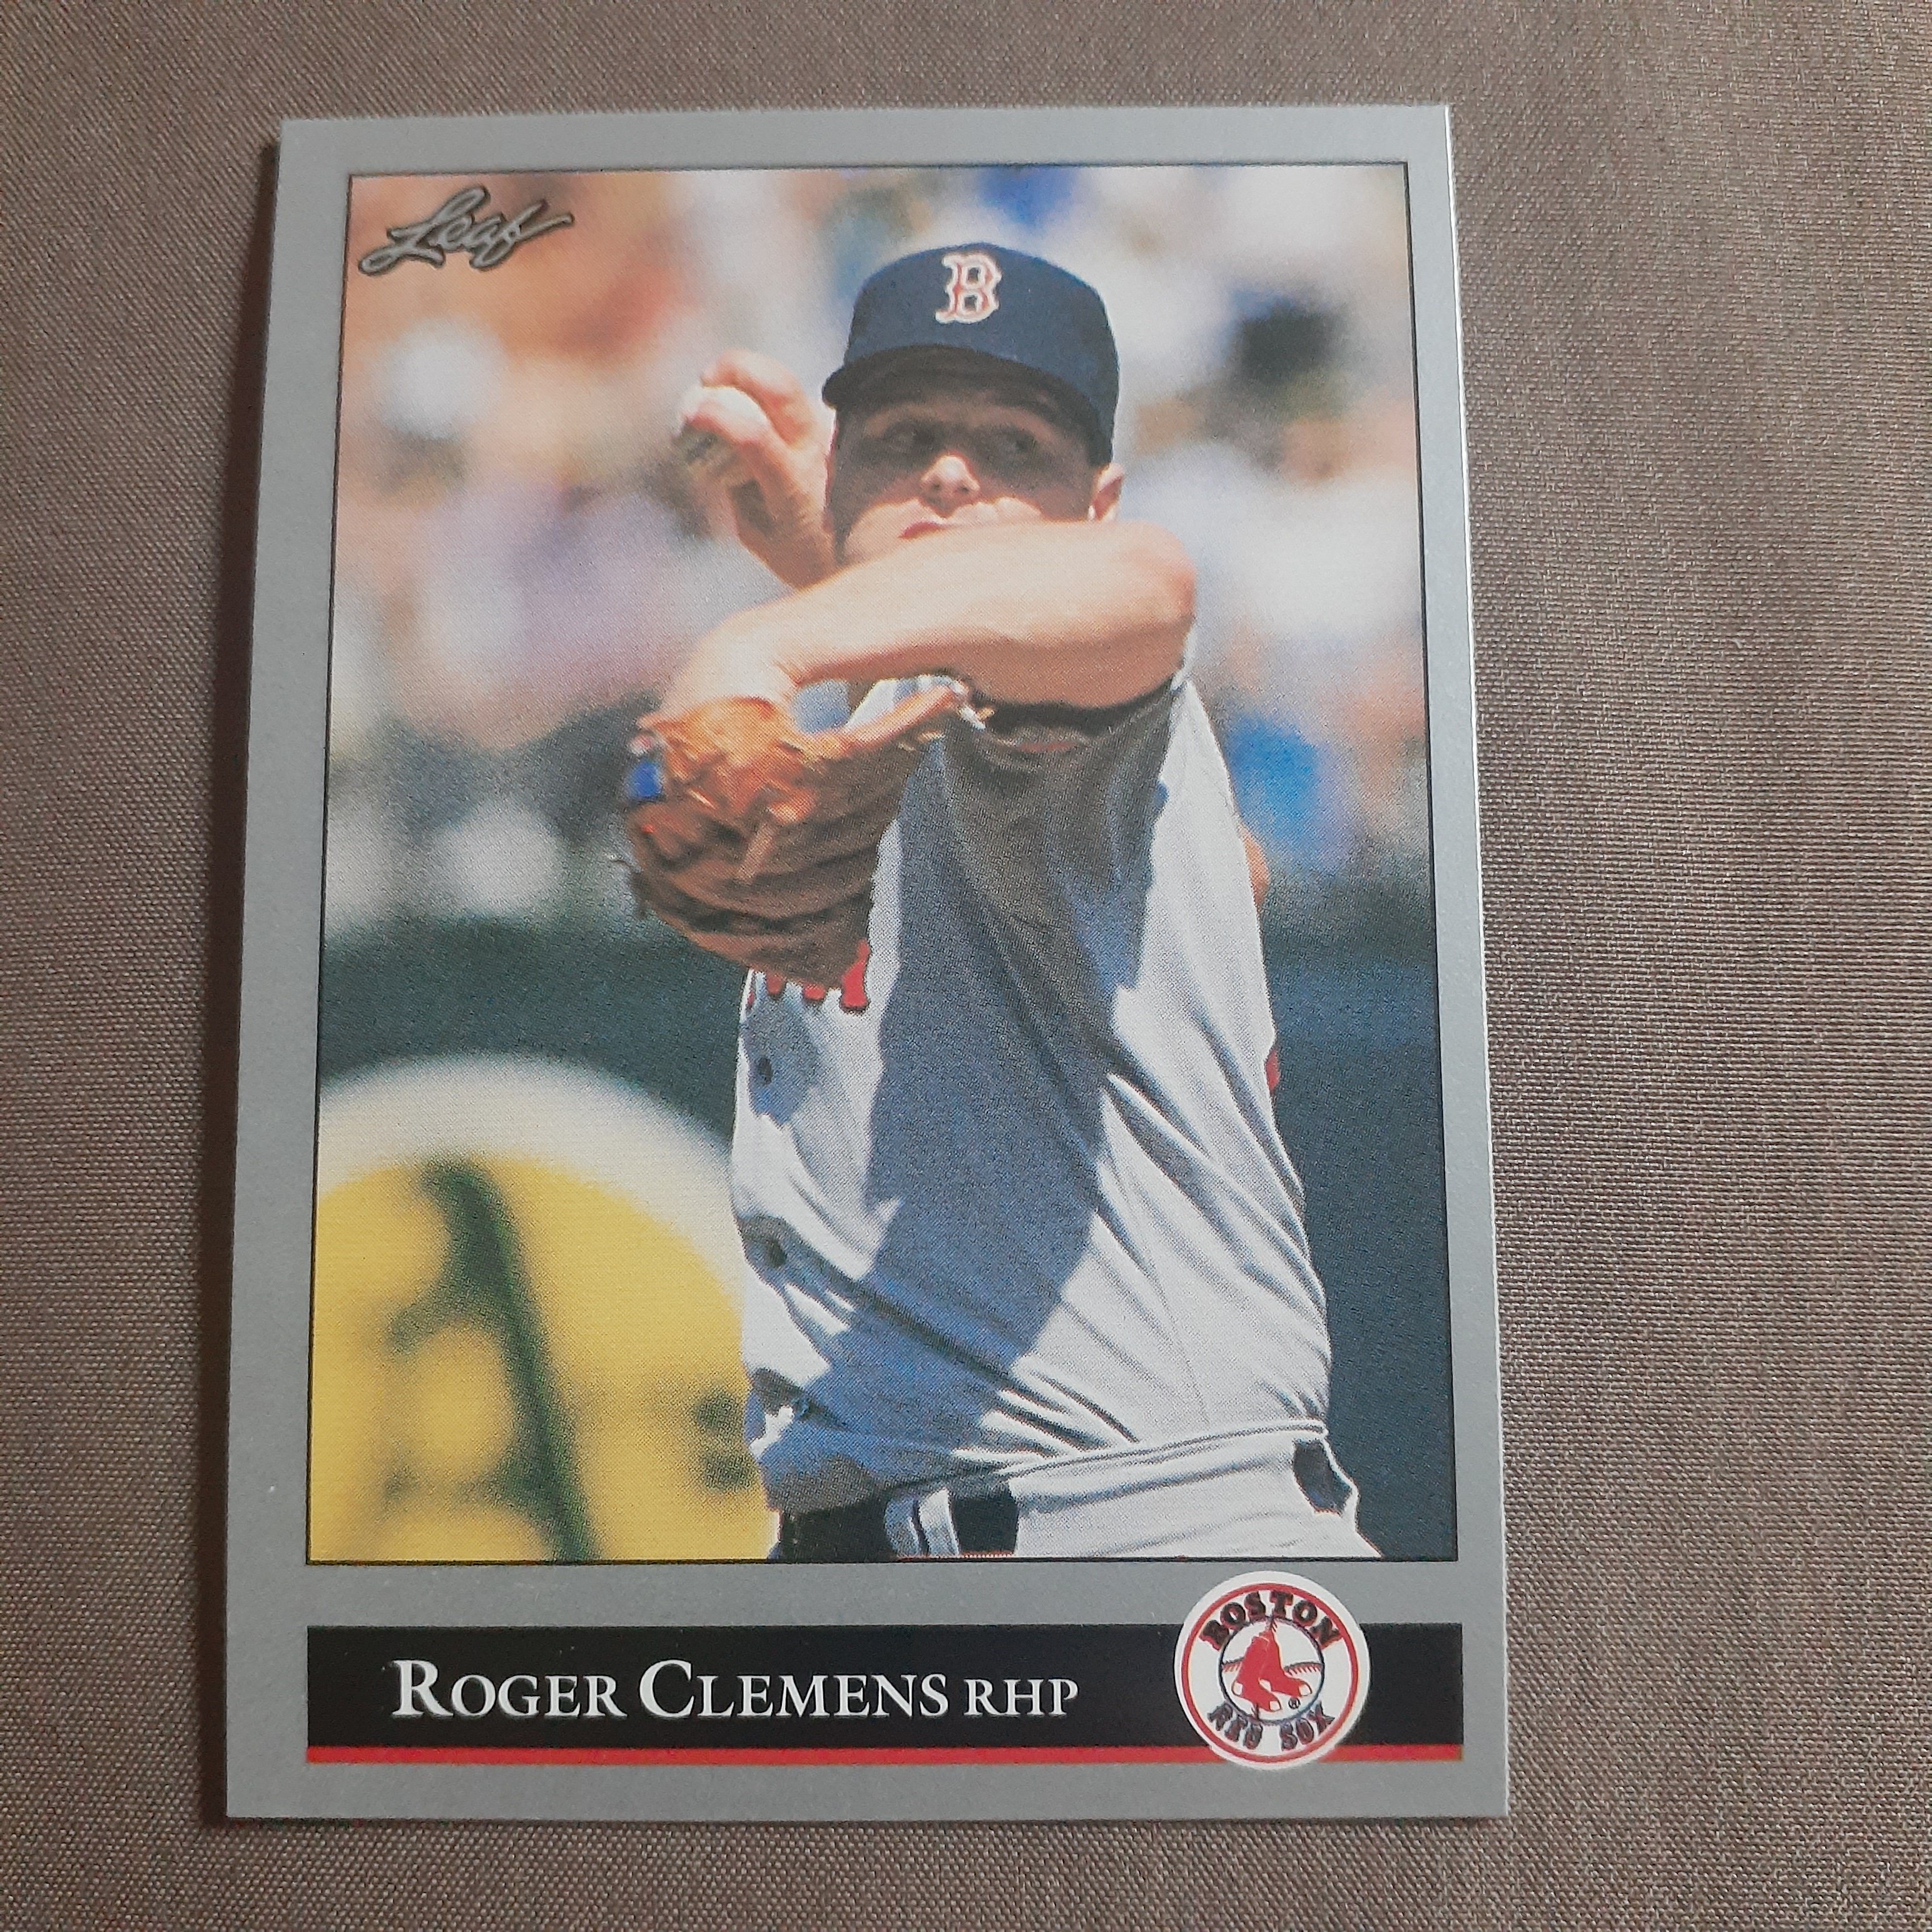 Leaf
B
ROGER CLEMENS RHP
BOSTON
RED SOX
®